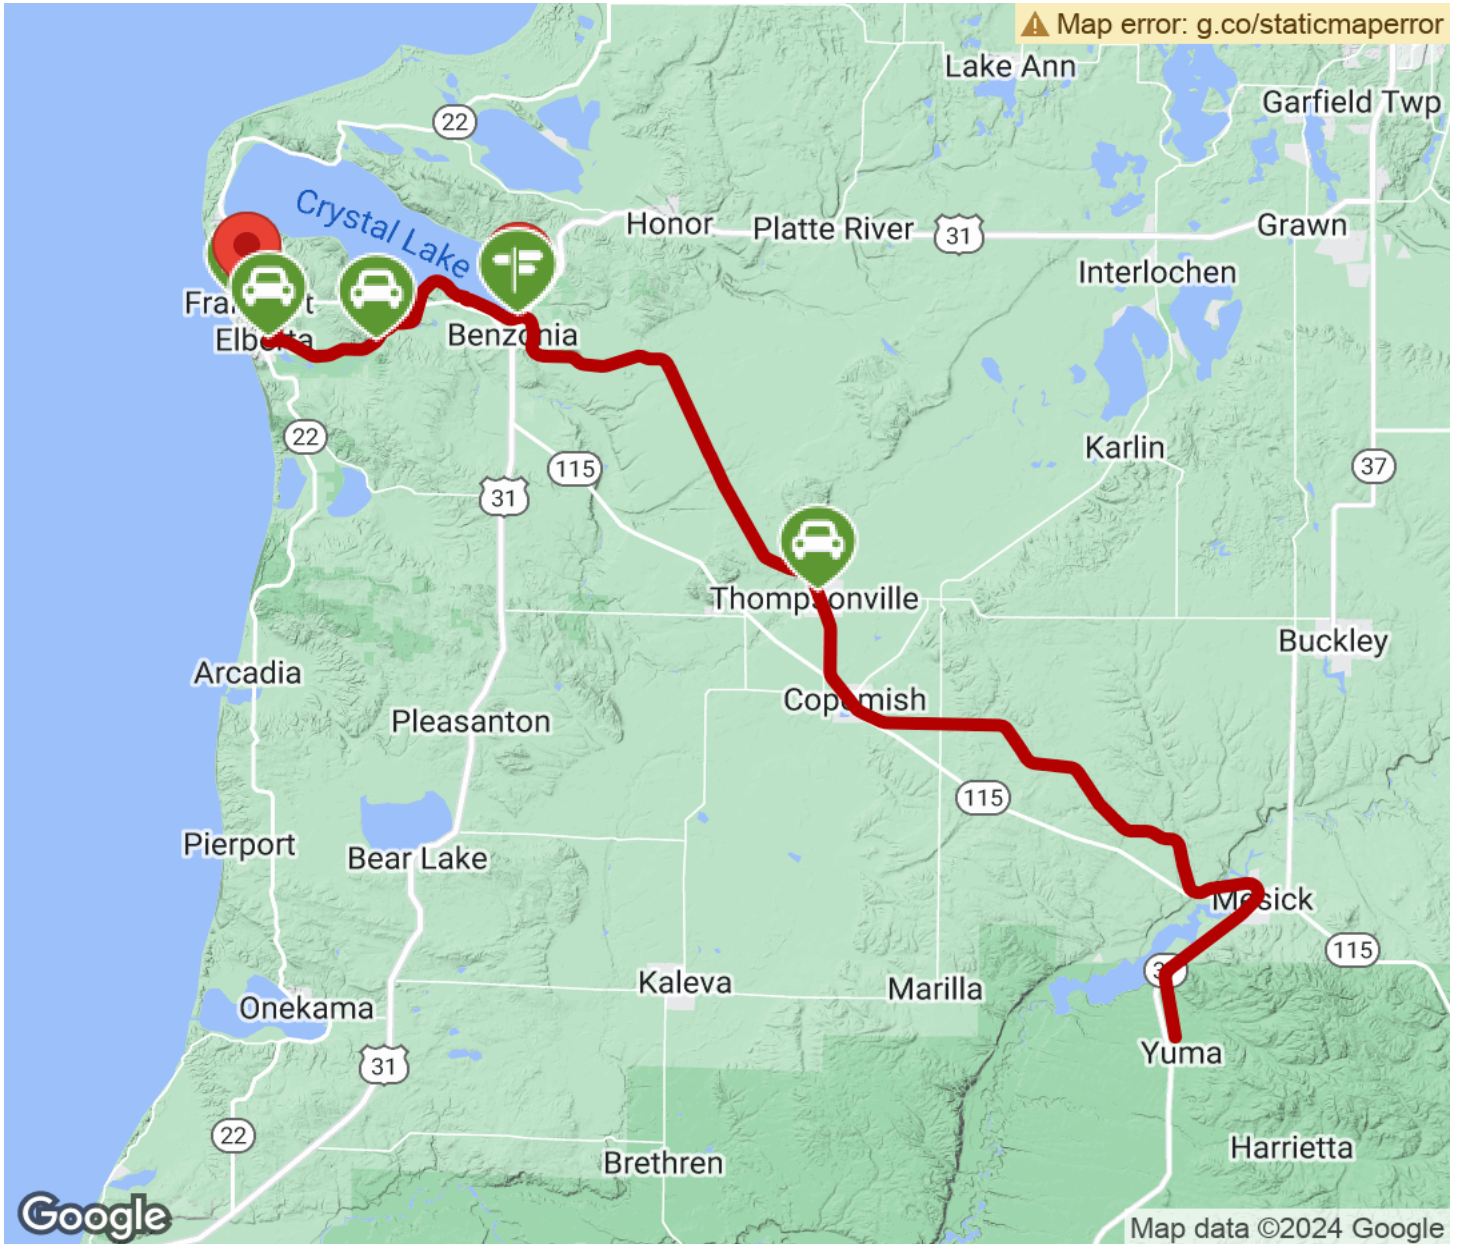 Map error: g.co/staticmaperror
Lake Ann
Garfield Twp
22
Crystal Lake
Honor
Platte River
31
Grawn
Interlochen
Elberta
Benzonia
22
115
31
Karlin
37
Thompsonville
Buckley
Arcadia
Copemish
Pleasanton
115
Pierport
Bear Lake
Mesick
115
Kaleva
Marilla
Onekama
31
Yuma
22
Harrietta
Brethren
Google
Map data ©2024 Google